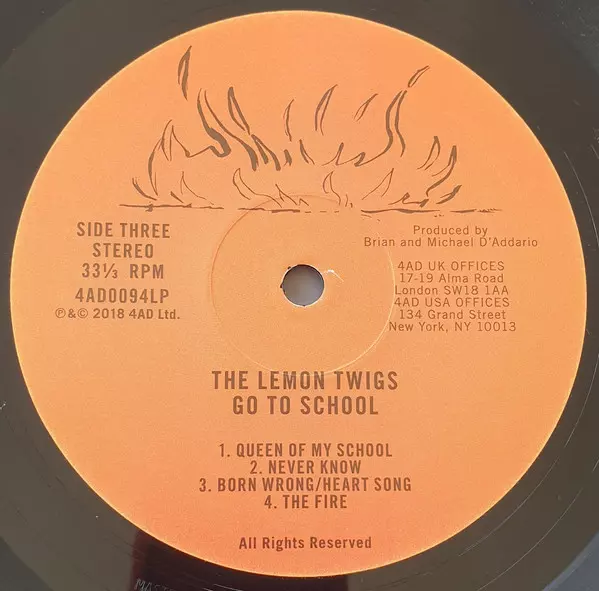 SIDE THREE
STEREO
33⅓ RPM
4AD0094LP
℗&© 2018 4AD Ltd.
Produced by
Brian and Michael D'Addario
4AD UK OFFICES
17-19 Alma Road
London SW18 1AA
4AD USA OFFICES
134 Grand Street
New York, NY 10013
THE LEMON TWIGS
GO TO SCHOOL
1. QUEEN OF MY SCHOOL
2. NEVER KNOW
3. BORN WRONG/HEART SONG
4. THE FIRE
All Rights Reserved